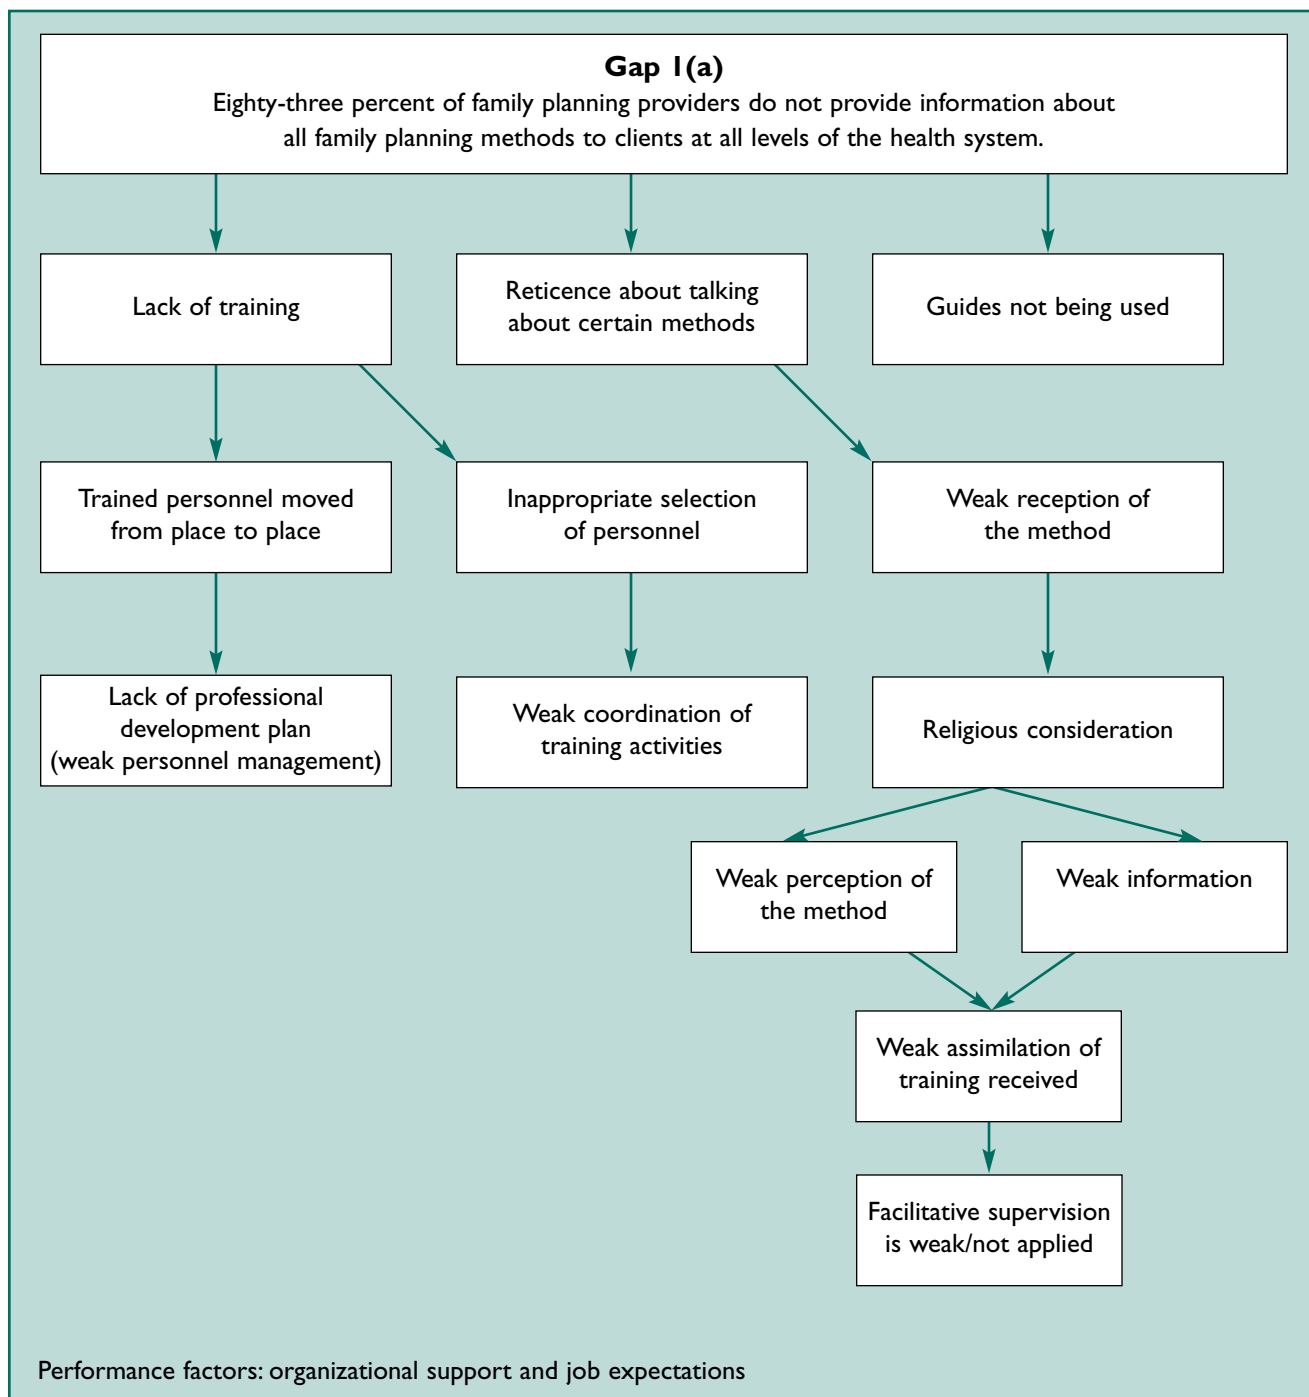 Gap 1(a)
Eighty-three percent of family planning providers do not provide information about
all family planning methods to clients at all levels of the health system.
Lack of training
Reticence about talking
about certain methods
Guides not being used
Trained personnel moved
from place to place
Inappropriate selection
of personnel
Weak reception of
the method
Lack of professional
development plan
(weak personnel management)
Weak coordination of
training activities
Religious consideration
Weak perception of
the method
Weak information
Weak assimilation of
training received
Facilitative supervision
is weak/not applied
Performance factors: organizational support and job expectations